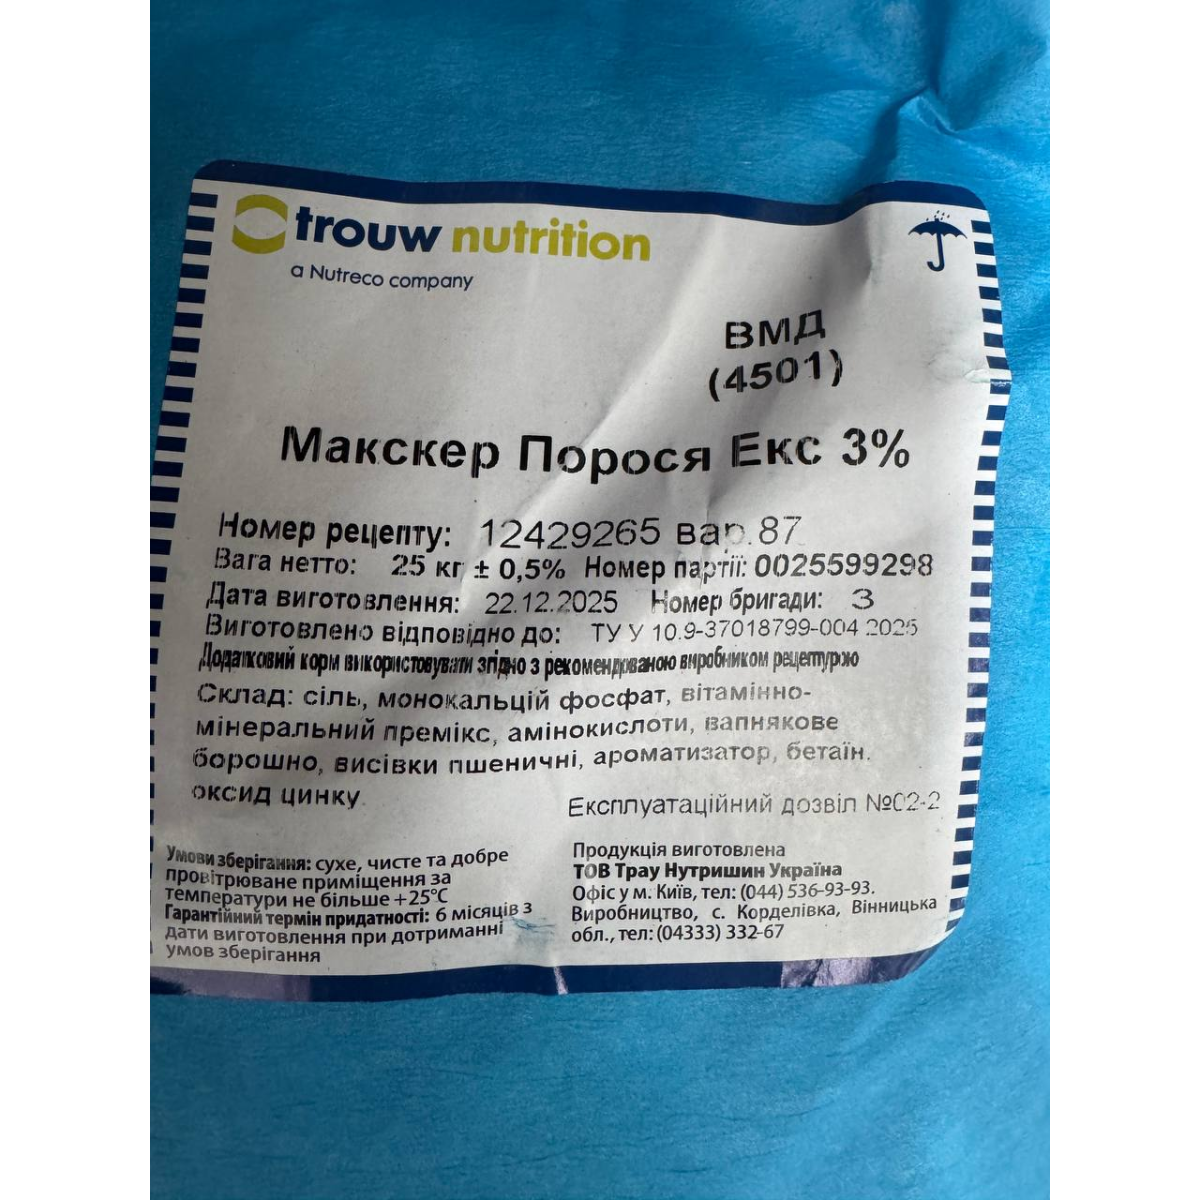 trouw nutrition
a Nutreco company
ВМД
(4501)
Макскер Порося Екс 3%
Номер рецепту: 12429265 вар.87
Вага нетто: 25 кг ± 0,5% Номер партії: 0025599298
Дата виготовлення: 22.12.2025 Номер бригади: 3
Виготовлено відповідно до: ТУ У 10.9-37018799-004 2025
Додатковий корм використовувати згідно з рекомендованою виробником рецептурою
Склад: сіль, монокальцій фосфат, вітамінно-
мінеральний премікс, амінокислоти, вапнякове
борошно, висівки пшеничні, ароматизатор, бетаїн.
оксид цинку
Експлуатаційний дозвіл №02-2
Умови зберігання: сухе, чисте та добре
провітрюване приміщення за
температури не більше +25°C
Гарантійний термін придатності: 6 місяців з
дати виготовлення при дотриманні
умов зберігання
Продукція виготовлена
ТОВ Трау Нутришин Україна
Офіс у м. Київ, тел: (044) 536-93-93.
Виробництво, с. Корделівка, Вінницька
обл., тел: (04333) 332-67